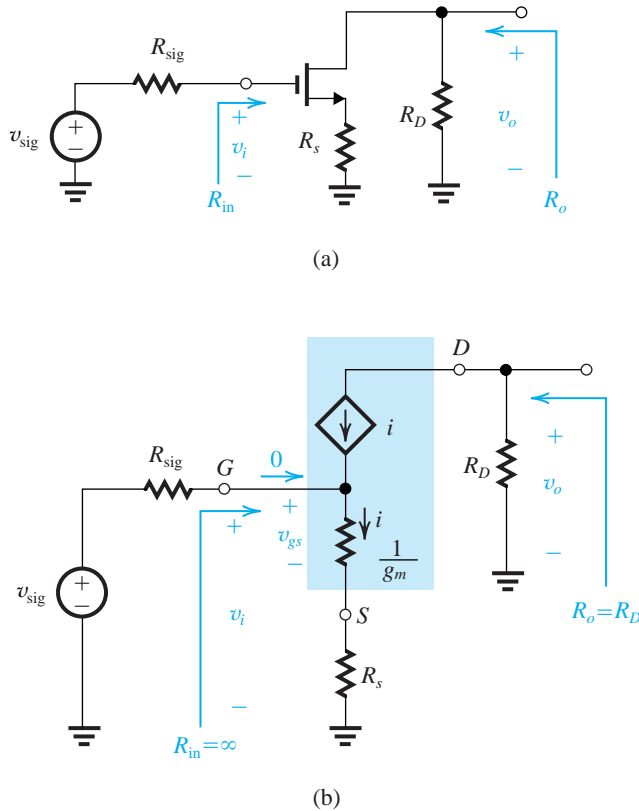 R_sig
v_sig
+
−
+
v_i
−
R_in
R_s
R_D
+
v_o
−
R_o
(a)
D
i
R_sig
G
0
+
v_gs
−
i
1/g_m
R_D
+
v_o
−
v_sig
+
−
+
v_i
−
S
R_s
R_o = R_D
R_in = ∞
(b)